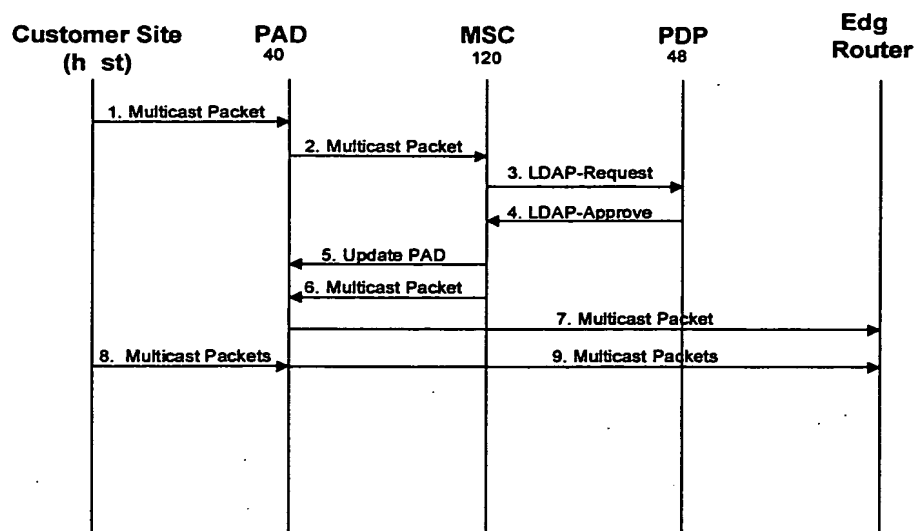 Customer Site
(h st)
PAD
40
MSC
120
PDP
48
Edg
Router
1. Multicast Packet
2. Multicast Packet
3. LDAP-Request
4. LDAP-Approve
5. Update PAD
6. Multicast Packet
7. Multicast Packet
8. Multicast Packets
9. Multicast Packets